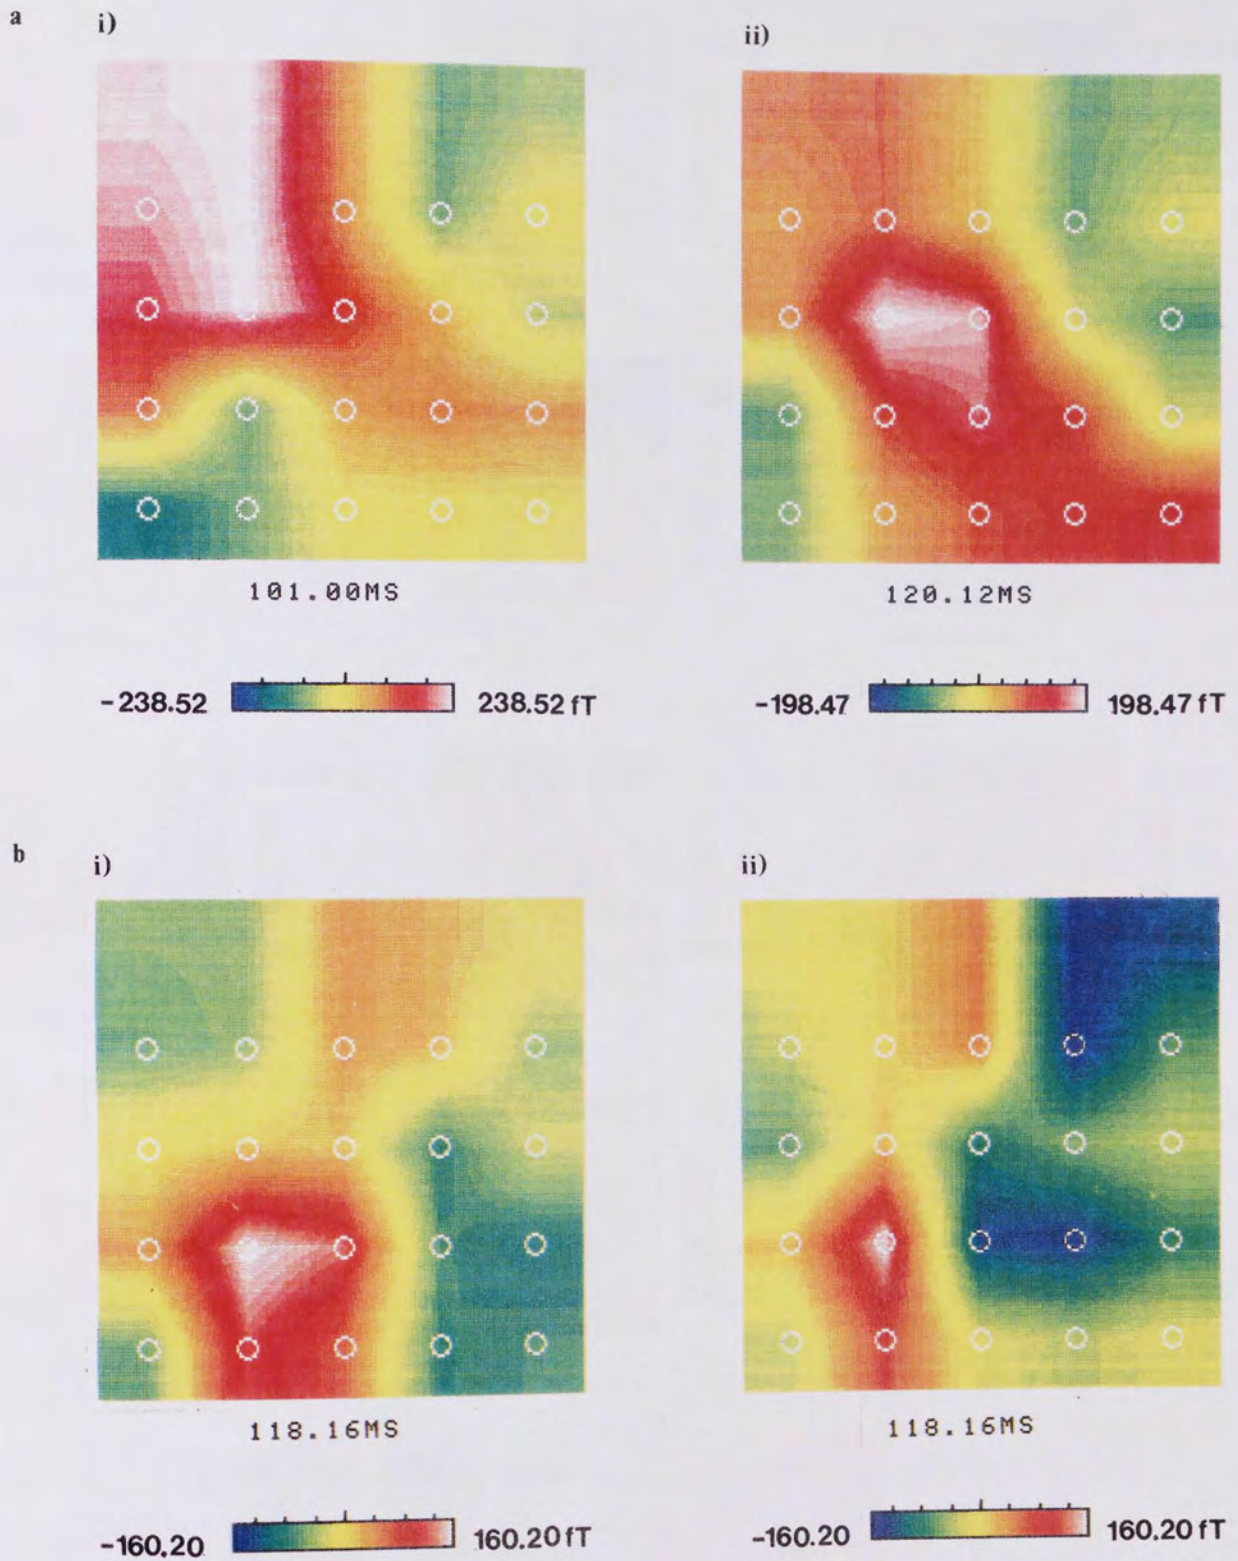 a
i)
ii)
101.00MS
120.12MS
-238.52 238.52 fT
-198.47 198.47 fT
b
i)
ii)
118.16MS
118.16MS
-160.20 160.20 fT
-160.20 160.20 fT